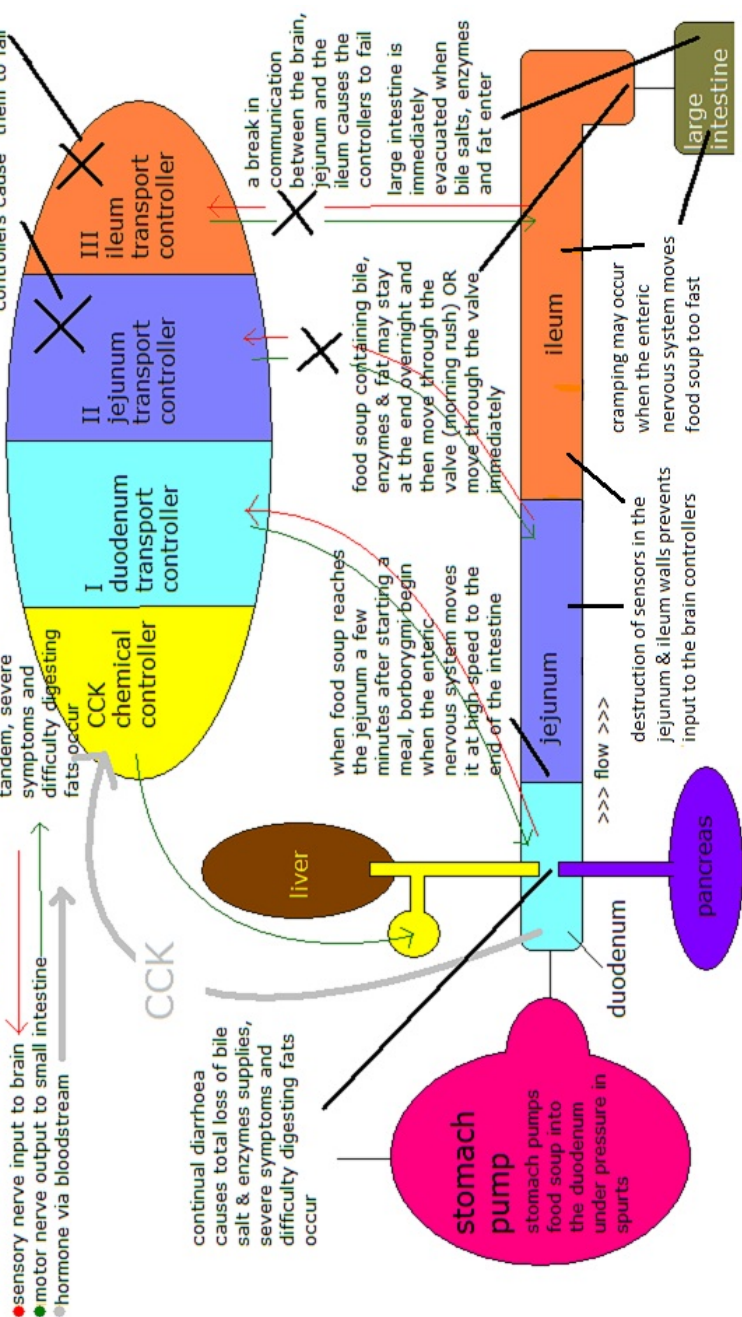 sensory nerve input to brain
motor nerve output to small intestine
hormone via bloodstream
tandem, severe
symptoms and
difficulty digesting
fats occur
controllers cause them to fail
CCK
chemical
controller
I
duodenum
transport
controller
II
jejunum
transport
controller
III
ileum
transport
controller
CCK
a break in
communication
between the brain,
jejunum and the
ileum causes the
controllers to fail
large intestine is
immediately
evacuated when
bile salts, enzymes
and fat enter
food soup containing bile,
enzymes & fat may stay
at the end overnight and
then move through the
valve (morning rush) OR
move through the valve
immediately
when food soup reaches
the jejunum a few
minutes after starting a
meal, borborygmi begin
when the enteric
nervous system moves
it at high speed to the
end of the intestine
continual diarrhoea
causes total loss of bile
salt & enzymes supplies,
severe symptoms and
difficulty digesting fats
occur
liver
stomach
pump
stomach pumps
food soup into
the duodenum
under pressure in
spurts
duodenum
pancreas
>>> flow >>>
jejunum
ileum
large
intestine
destruction of sensors in the
jejunum & ileum walls prevents
input to the brain controllers
cramping may occur
when the enteric
nervous system moves
food soup too fast